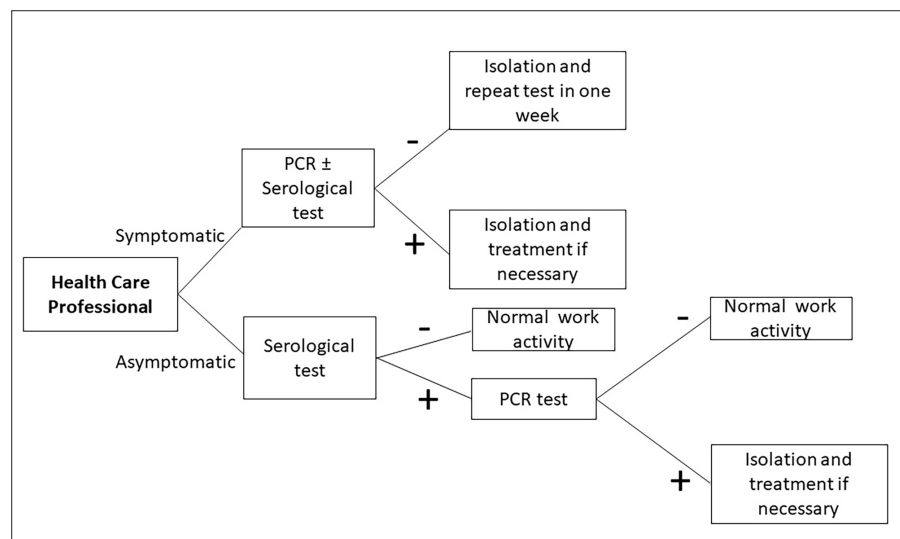 Isolation and
repeat test in one
week
-
PCR ±
Serological
test
+
Isolation and
treatment if
necessary
Symptomatic
Health Care
Professional
Asymptomatic
Serological
test
-
Normal work
activity
+
PCR test
-
Normal work
activity
+
Isolation and
treatment if
necessary